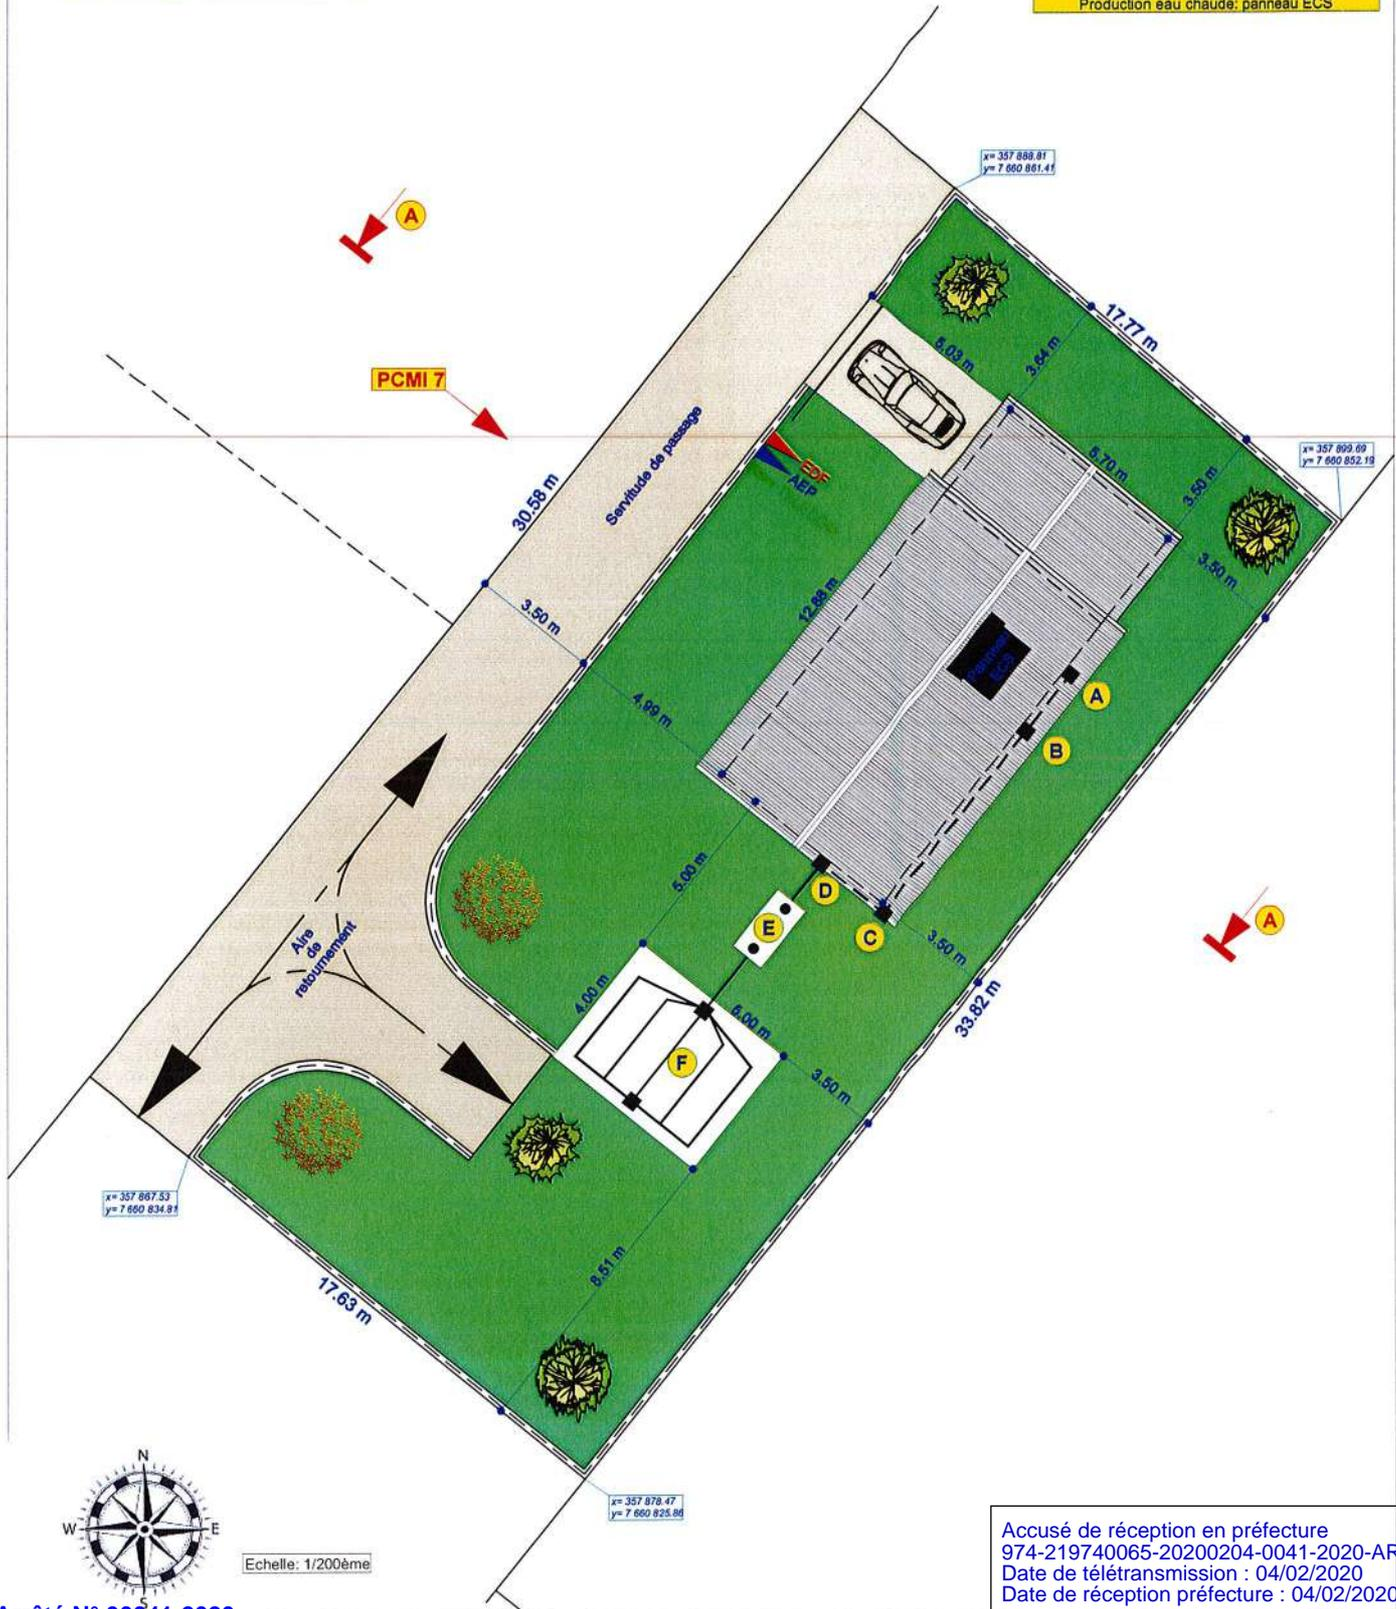 Production eau chaude: panneau ECS
x= 357 888.81
y= 7 660 861.41
A
17.77 m
5.03 m
3.64 m
PCMI 7
Servitude de passage
EDF
AEP
5.70 m
x= 357 899.69
y= 7 660 852.19
3.50 m
30.58 m
3.50 m
12.88 m
3.50 m
Panneau
ECS
A
4.99 m
B
5.00 m
D
E
C
A
3.50 m
Aire
de
retournement
4.00 m
5.00 m
33.82 m
F
3.50 m
x= 357 867.53
y= 7 660 834.81
8.51 m
17.63 m
N
W
E
S
x= 357 878.47
y= 7 660 825.86
Echelle: 1/200ème
Accusé de réception en préfecture
974-219740065-20200204-0041-2020-AR
Date de télétransmission : 04/02/2020
Date de réception préfecture : 04/02/2020